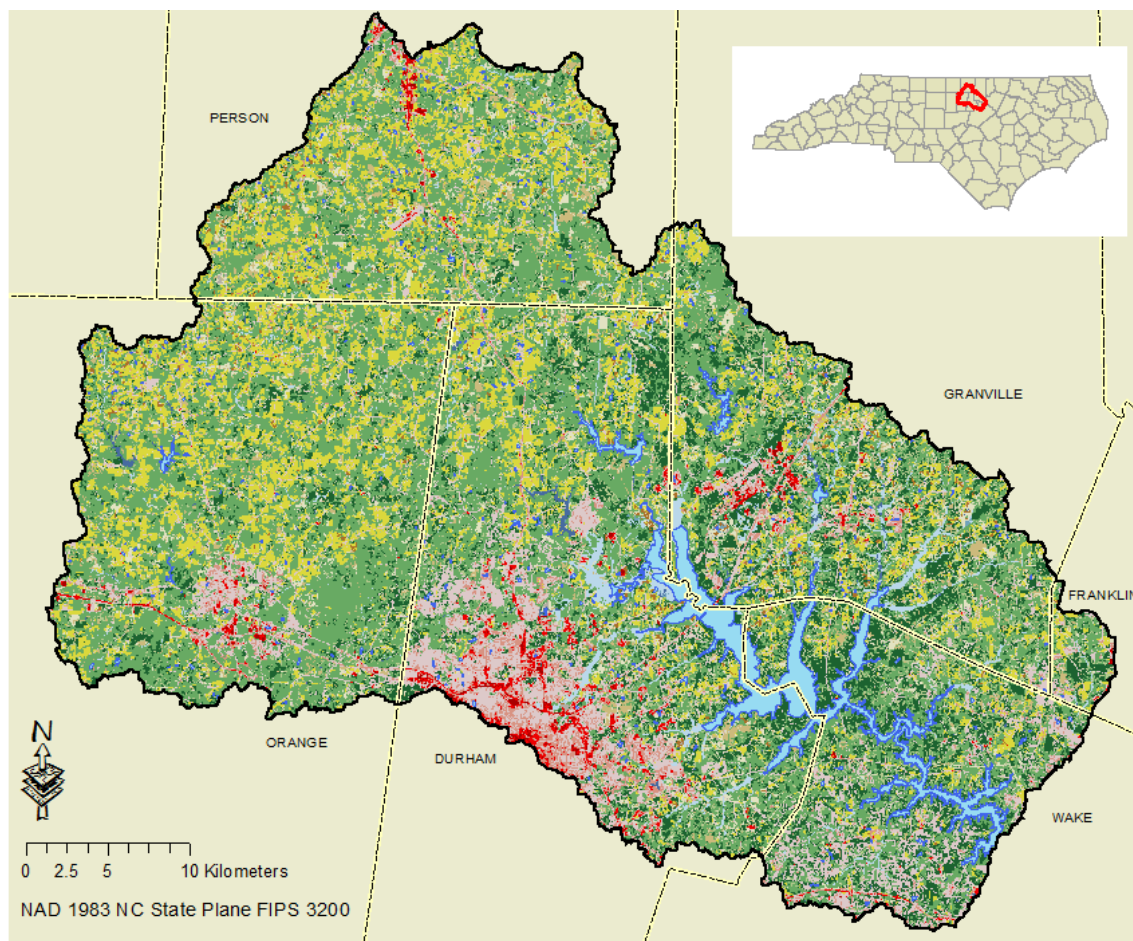 PERSON
GRANVILLE
FRANKLIN
ORANGE
DURHAM
WAKE
N
0 2.5 5 10 Kilometers
NAD 1983 NC State Plane FIPS 3200